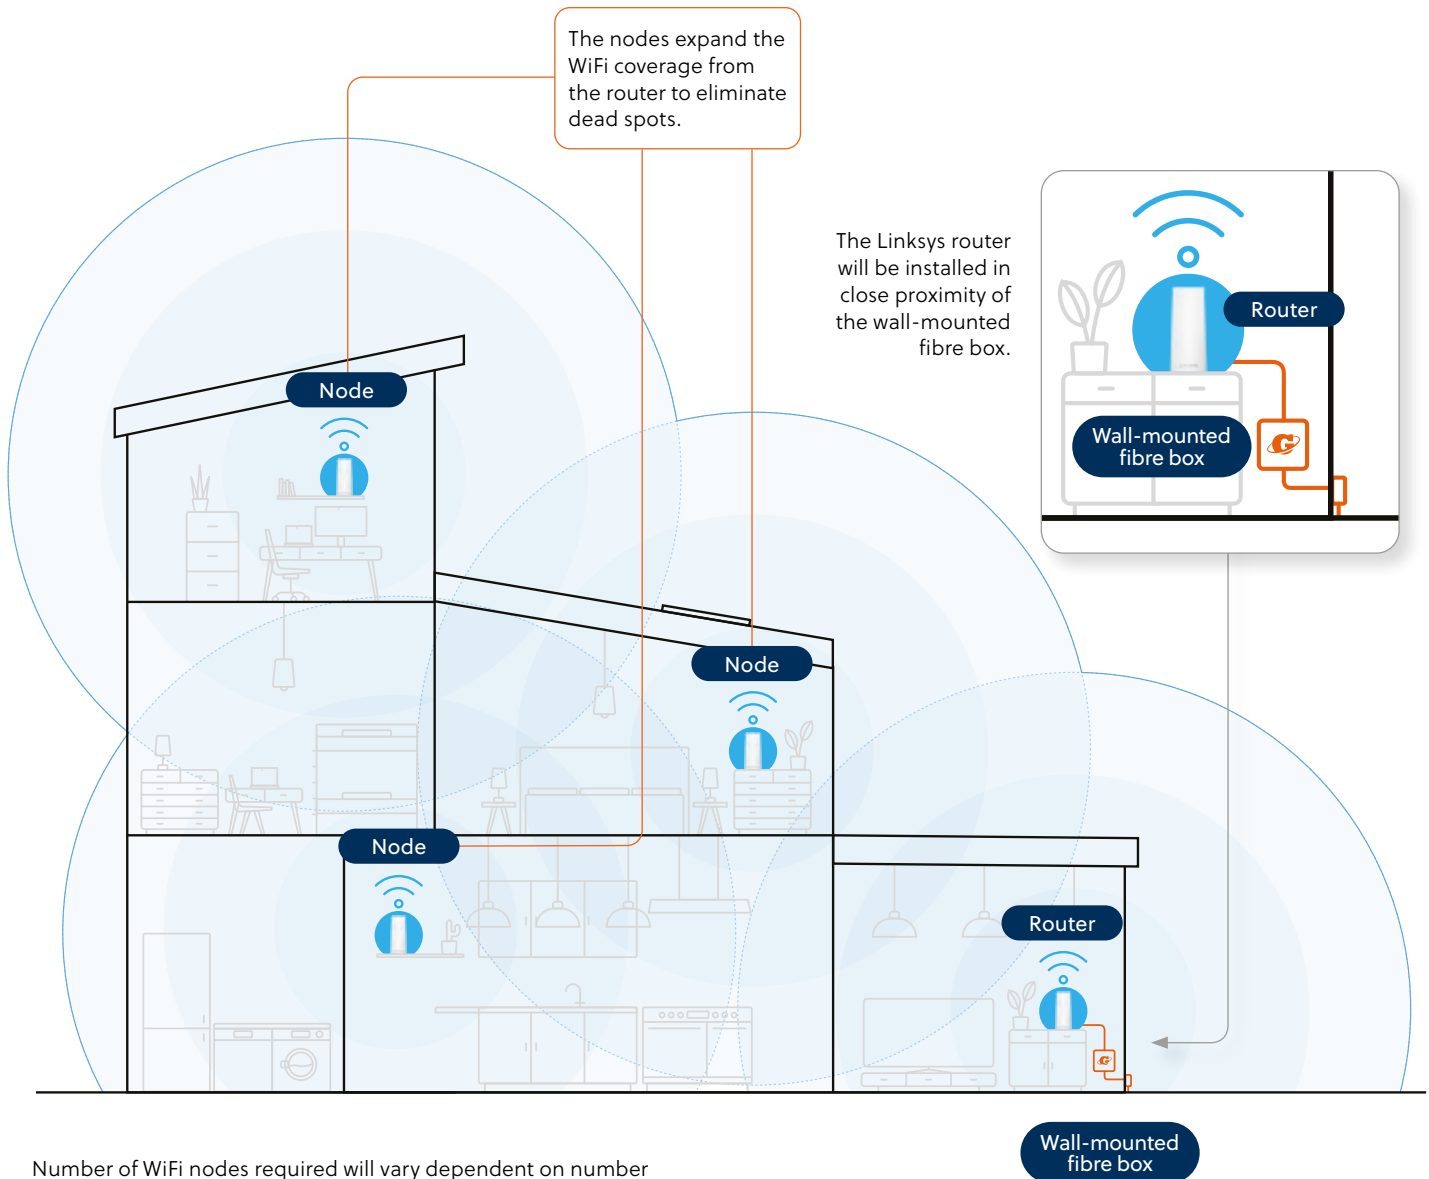 The nodes expand the
WiFi coverage from
the router to eliminate
dead spots.
The Linksys router
will be installed in
close proximity of
the wall-mounted
fibre box.
Router
Wall-mounted
fibre box
G
Node
Node
Node
Router
G
Wall-mounted
fibre box
Number of WiFi nodes required will vary dependent on number